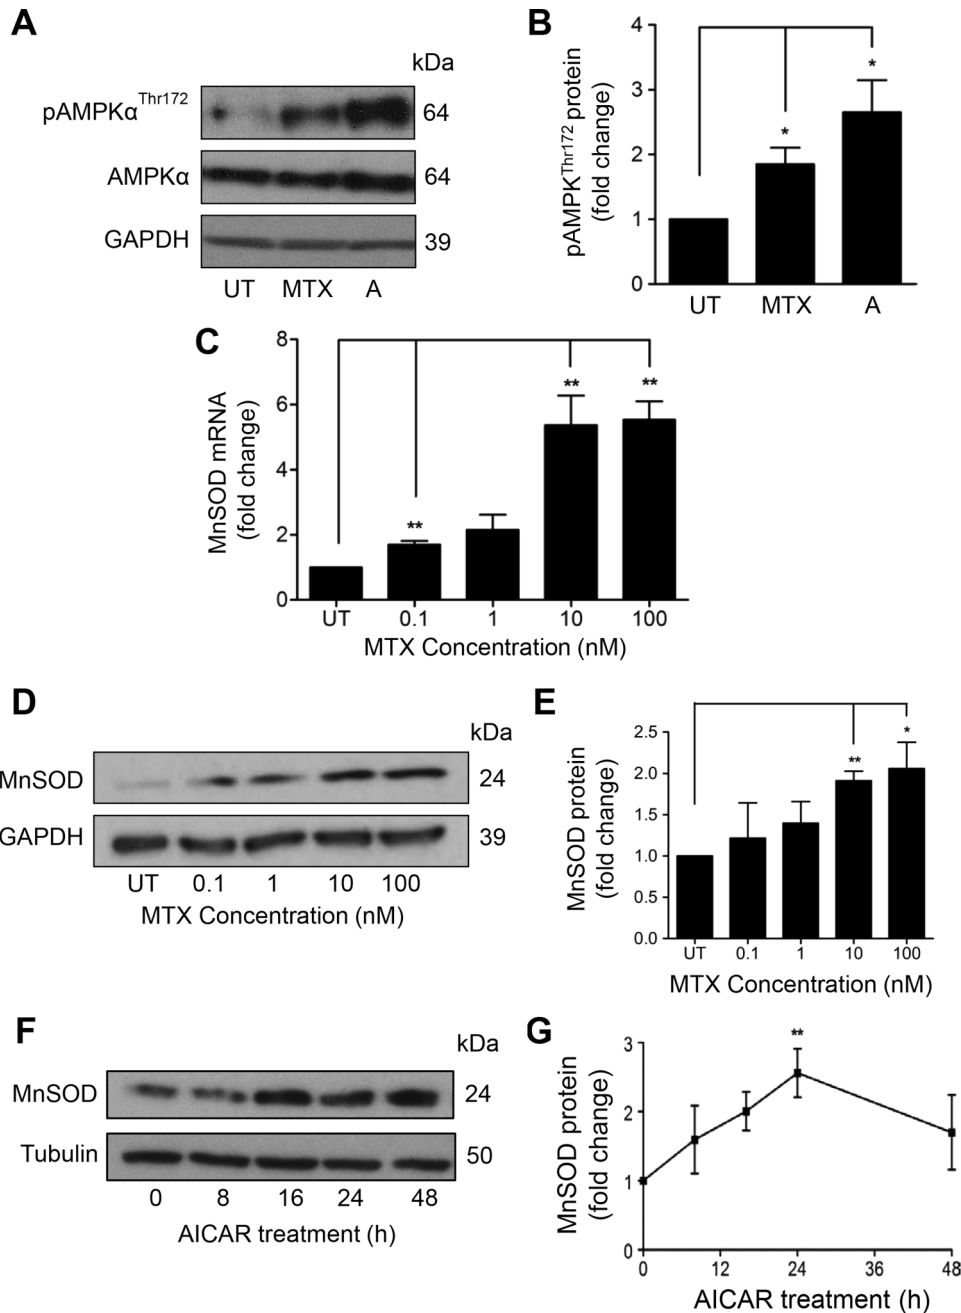 A
kDa
pAMPKα^Thr172
64
AMPKα
64
GAPDH
39
UT MTX A
B
pAMPK^Thr172 protein
(fold change)
4
3
2
1
0
*
*
UT MTX A
C
MnSOD mRNA
(fold change)
8
6
4
2
0
**
**
**
UT 0.1 1 10 100
MTX Concentration (nM)
D
kDa
MnSOD
24
GAPDH
39
UT 0.1 1 10 100
MTX Concentration (nM)
E
MnSOD protein
(fold change)
2.5
2.0
1.5
1.0
0.5
0.0
**
*
UT 0.1 1 10 100
MTX Concentration (nM)
F
kDa
MnSOD
24
Tubulin
50
0 8 16 24 48
AICAR treatment (h)
G
MnSOD protein
(fold change)
3
2
1
0
**
0 12 24 36 48
AICAR treatment (h)